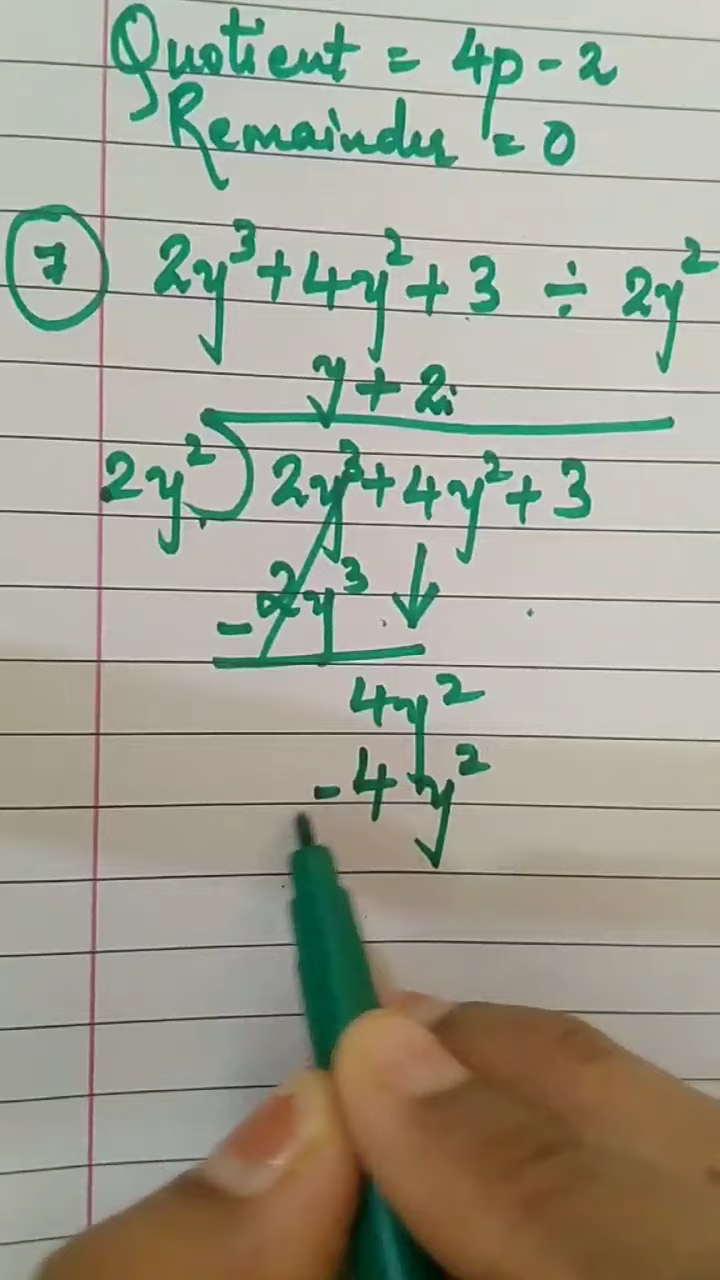 Quotient = 4p - 2
Remainder = 0
7 2y³ + 4y² + 3 ÷ 2y²
y + 2
2y² ) 2y³ + 4y² + 3
- 2y³ ↓
4y²
- 4y²